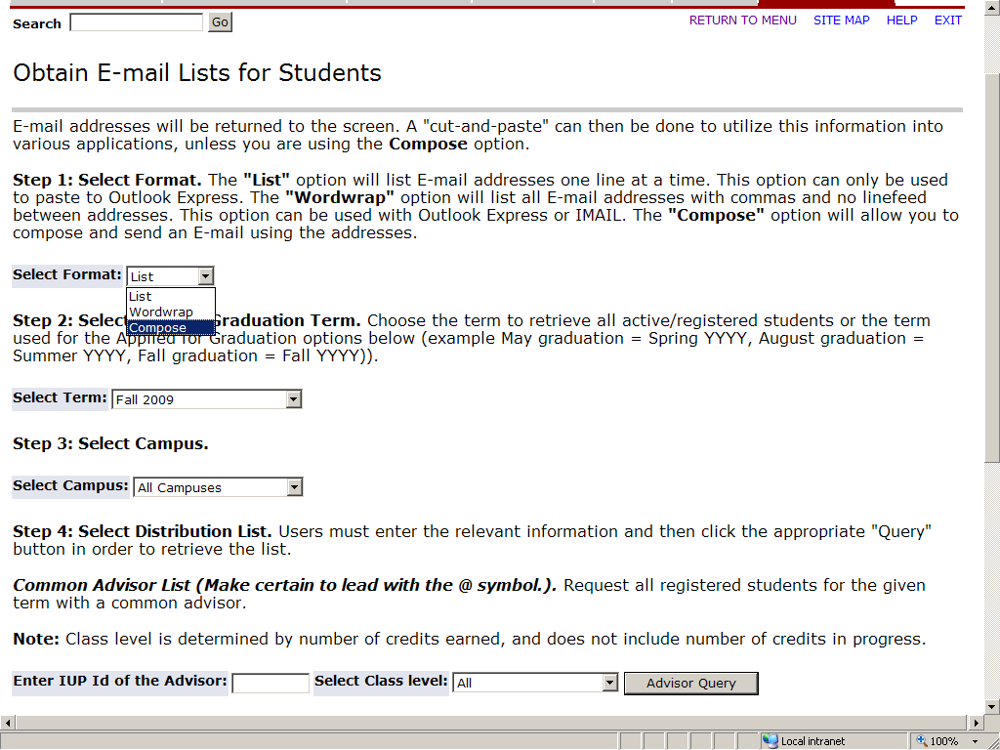 Search Go RETURN TO MENU SITE MAP HELP EXIT
Obtain E-mail Lists for Students
E-mail addresses will be returned to the screen. A "cut-and-paste" can then be done to utilize this information into
various applications, unless you are using the Compose option.
Step 1: Select Format. The "List" option will list E-mail addresses one line at a time. This option can only be used
to paste to Outlook Express. The "Wordwrap" option will list all E-mail addresses with commas and no linefeed
between addresses. This option can be used with Outlook Express or IMAIL. The "Compose" option will allow you to
compose and send an E-mail using the addresses.
Select Format: List
List
Wordwrap
Compose
Step 2: Select Graduation Term. Choose the term to retrieve all active/registered students or the term
used for the Applied for Graduation options below (example May graduation = Spring YYYY, August graduation =
Summer YYYY, Fall graduation = Fall YYYY)).
Select Term: Fall 2009
Step 3: Select Campus.
Select Campus: All Campuses
Step 4: Select Distribution List. Users must enter the relevant information and then click the appropriate "Query"
button in order to retrieve the list.
Common Advisor List (Make certain to lead with the @ symbol.). Request all registered students for the given
term with a common advisor.
Note: Class level is determined by number of credits earned, and does not include number of credits in progress.
Enter IUP Id of the Advisor: Select Class level: All Advisor Query
Local intranet 100%